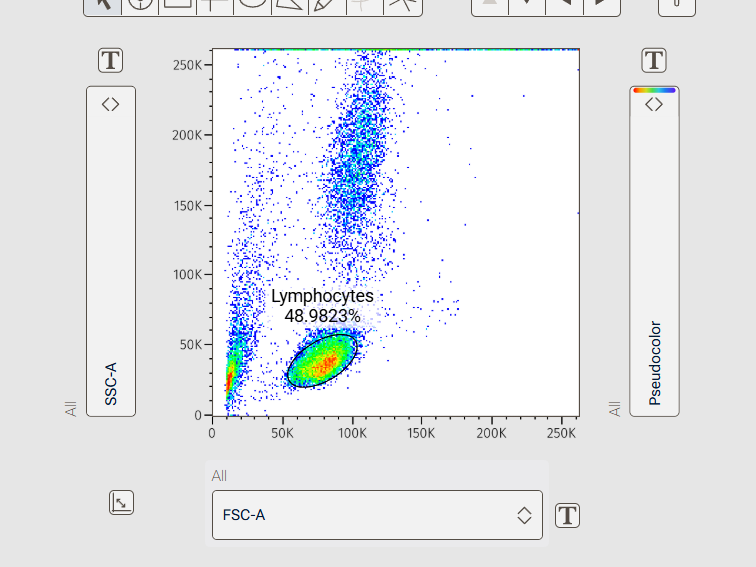 T
T
250K
200K
150K
100K
50K
0
Lymphocytes
48.9823%
0
50K
100K
150K
200K
250K
All
SSC-A
All
Pseudocolor
All
FSC-A
T